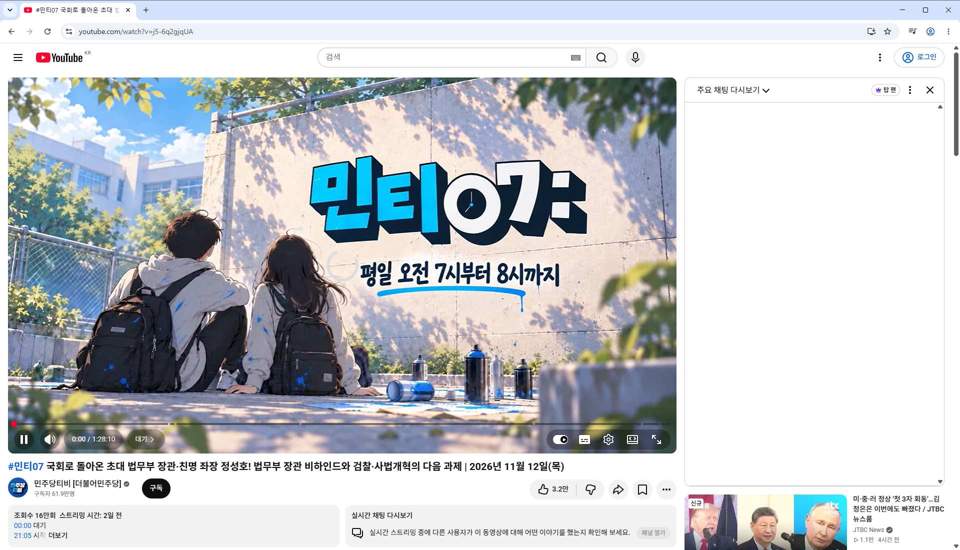 #민티07 국회로 돌아온 초대 법
youtube.com/watch?v=j5-6q2gjqUA
YouTube KR
검색
로그인
민티07:
평일 오전 7시부터 8시까지
0:00 / 1:28:10
대기
주요 채팅 다시보기
탑 팬
#민티07 국회로 돌아온 초대 법무부 장관·친명 좌장 정성호! 법무부 장관 비하인드와 검찰·사법개혁의 다음 과제 | 2026년 11월 12일(목)
민주당티비 [더불어민주당]
구독자 61.9만명
구독
3.2만
조회수 16만회 스트리밍 시간: 2일 전
00:00 대기
21:05 시작 더보기
실시간 채팅 다시보기
실시간 스트리밍 중에 다른 사용자가 이 동영상에 대해 어떤 이야기를 했는지 확인해 보세요.
패널 열기
신규
미·중·러 정상 '첫 3자 회동'…김
정은은 이번에도 빠졌다 / JTBC
뉴스룸
JTBC News
1.1만 4시간 전